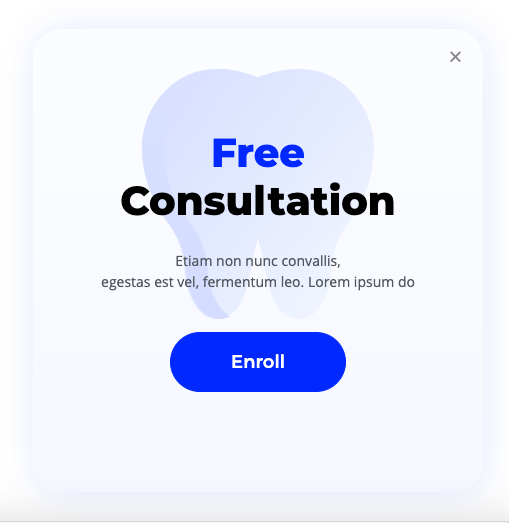 Free
Consultation
Etiam non nunc convallis,
egestas est vel, fermentum leo. Lorem ipsum do
Enroll